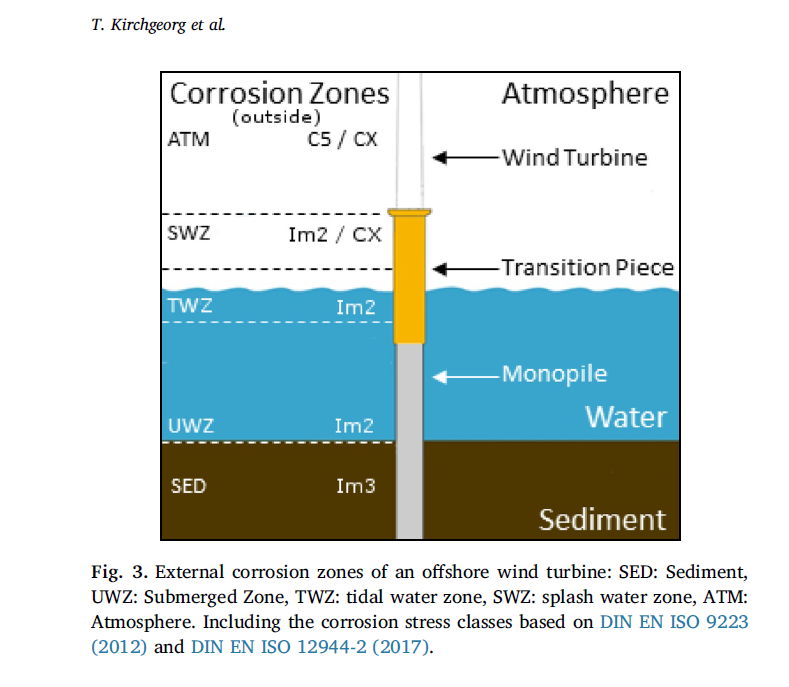 T. Kirchgeorg et al.
Corrosion Zones
(outside)
Atmosphere
ATM
C5 / CX
Wind Turbine
SWZ
Im2 / CX
Transition Piece
TWZ
Im2
Monopile
Water
UWZ
Im2
SED
Im3
Sediment
Fig. 3. External corrosion zones of an offshore wind turbine: SED: Sediment,
UWZ: Submerged Zone, TWZ: tidal water zone, SWZ: splash water zone, ATM:
Atmosphere. Including the corrosion stress classes based on DIN EN ISO 9223
(2012) and DIN EN ISO 12944-2 (2017).